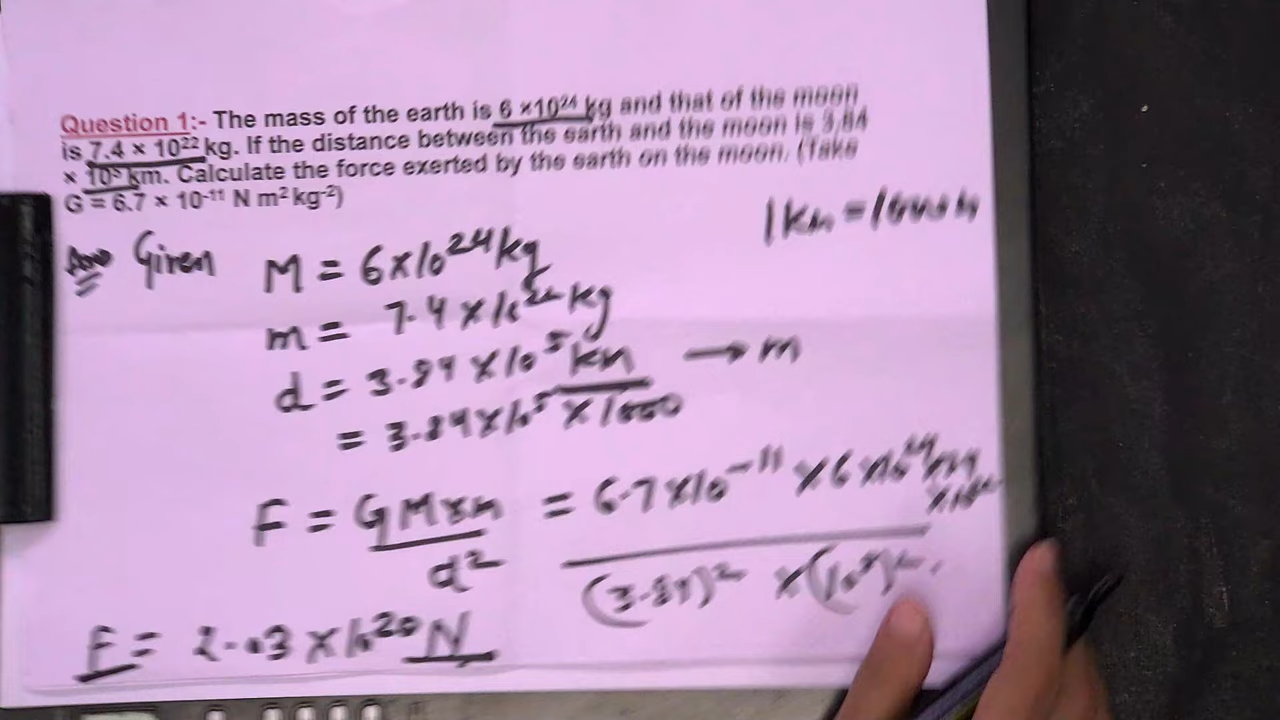 Question 1:- The mass of the earth is 6 ×10²⁴ kg and that of the moon
is 7.4 × 10²² kg. If the distance between the earth and the moon is 3.84
× 10⁵ km. Calculate the force exerted by the earth on the moon. (Take
G = 6.7 × 10⁻¹¹ N m² kg⁻²)
1 km = 1000 m
Ans Given M = 6×10²⁴ kg
m = 7.4 × 10²² kg
d = 3.84 × 10⁵ km → m
= 3.84×10⁵ × 1000
F = G M×m / d² = 6.7×10⁻¹¹ × 6×10²⁴ / (3.84)² × (10⁸)²
F = 2.03 × 10²⁰ N